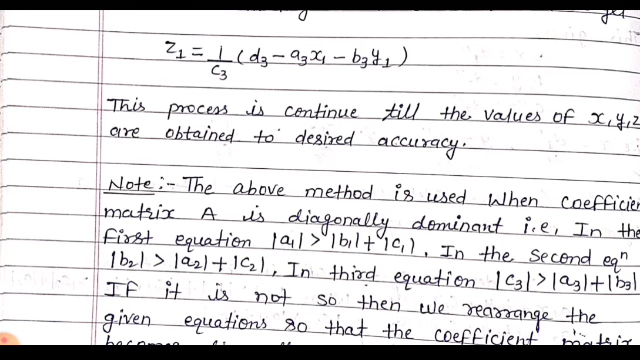 Z1 = 1/C3 (d3 - a3x1 - b3y1)
This process is continue till the values of x, y, z
are obtained to desired accuracy.
Note:- The above method is used when coefficien
matrix A is diagonally dominant i.e, In the
first equation |a1| > |b1| + |c1|. In the second eqn
|b2| > |a2| + |c2|, In third equation |c3| > |a3| + |b3|
If it is not so then we rearrange the
given equations so that the coefficient matrix